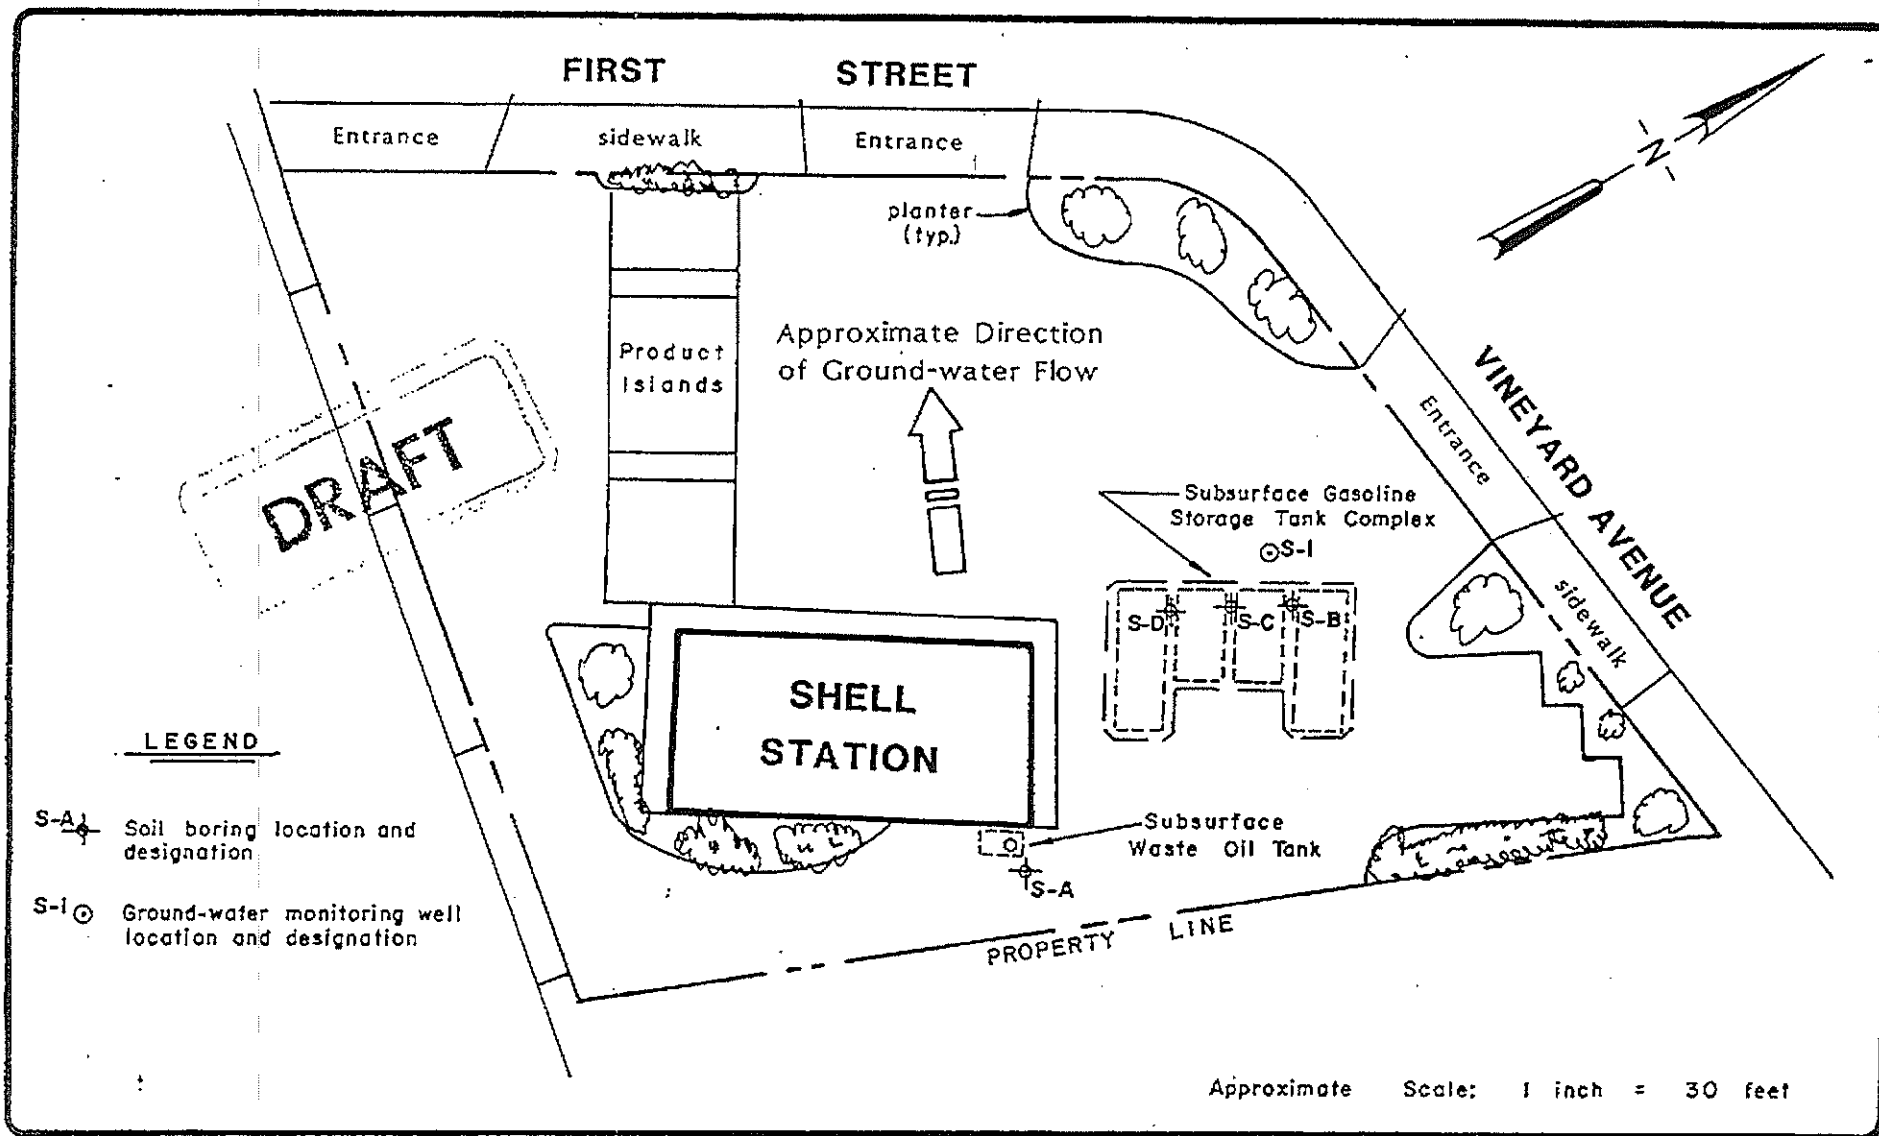 FIRST STREET
Entrance sidewalk Entrance
N
planter
(typ.)
Product
Islands
Approximate Direction
of Ground-water Flow
VINEYARD AVENUE
Entrance
sidewalk
DRAFT
Subsurface Gasoline
Storage Tank Complex
S-1
S-D S-C S-B
SHELL
STATION
LEGEND
S-A Soil boring location and
designation
S-1 Ground-water monitoring well
location and designation
Subsurface
Waste Oil Tank
S-A
PROPERTY LINE
Approximate Scale: 1 inch = 30 feet